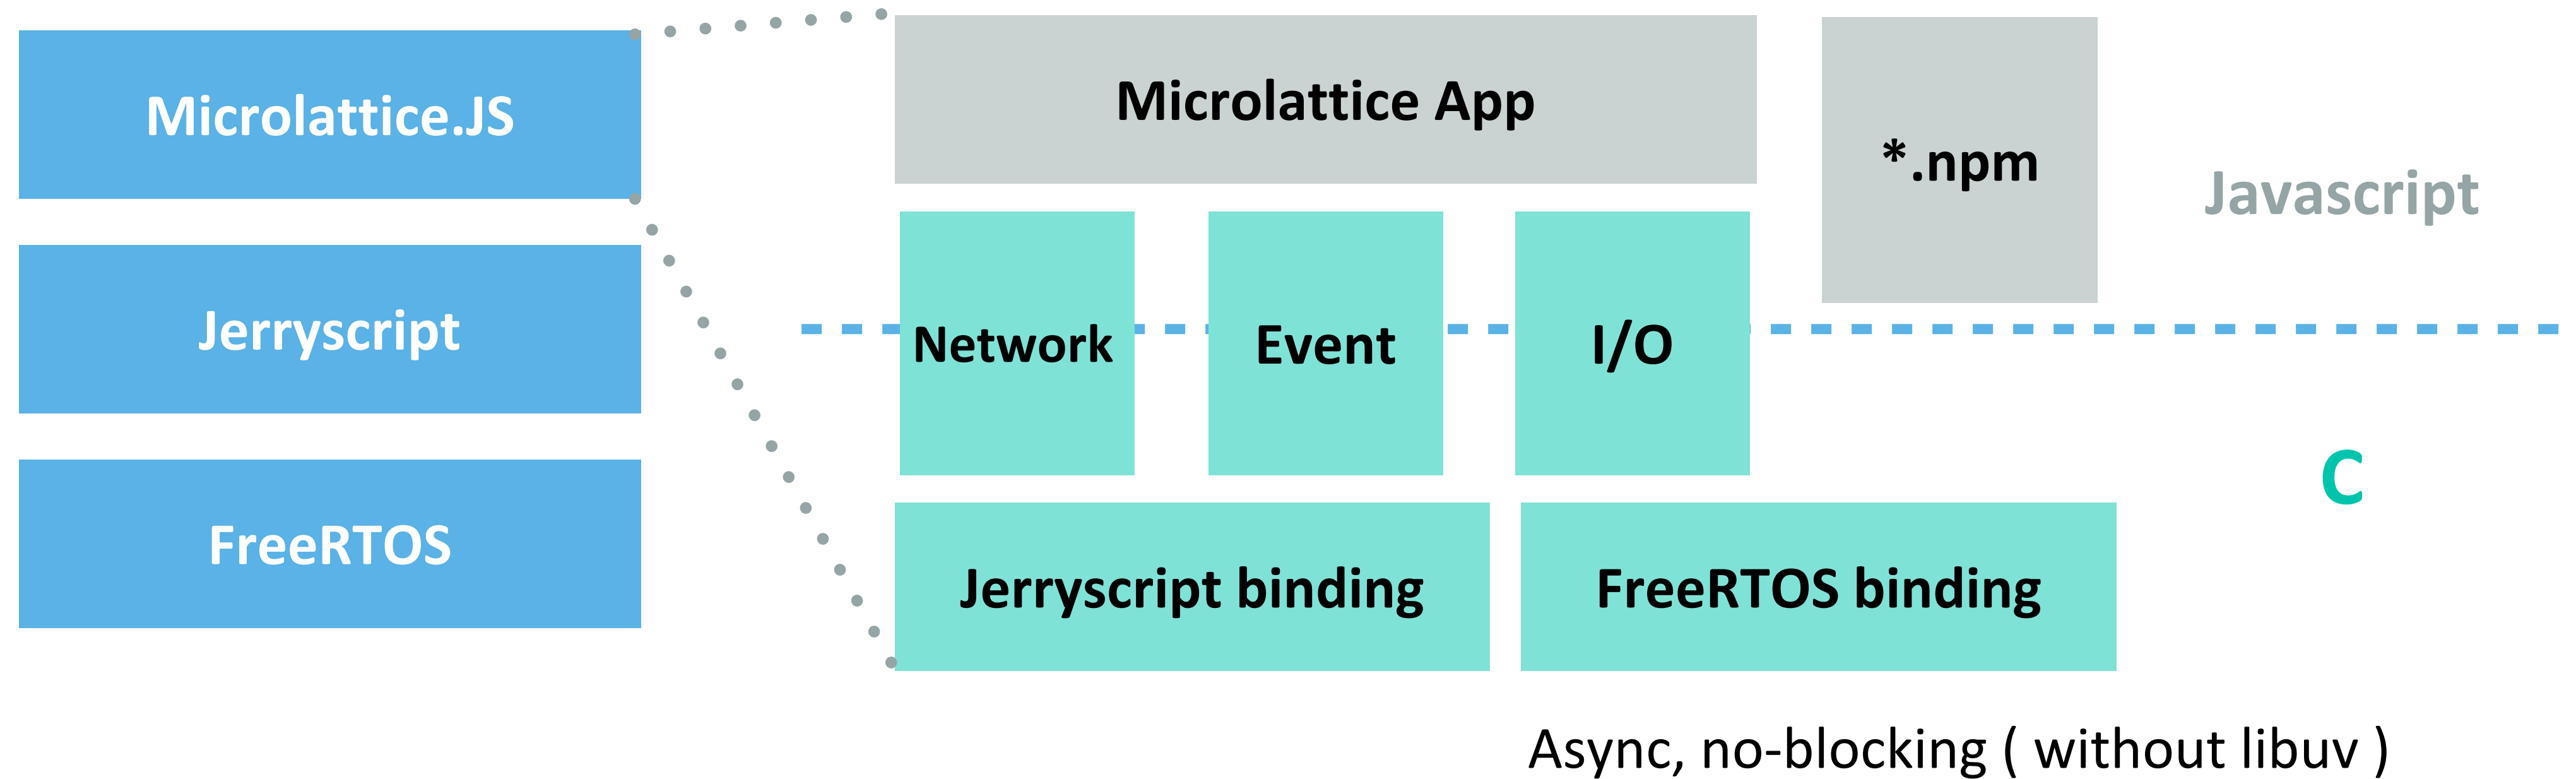 Microlattice.JS
Jerryscript
FreeRTOS
Microlattice App
*.npm
Javascript
Network
Event
I/O
C
Jerryscript binding
FreeRTOS binding
Async, no-blocking ( without libuv )